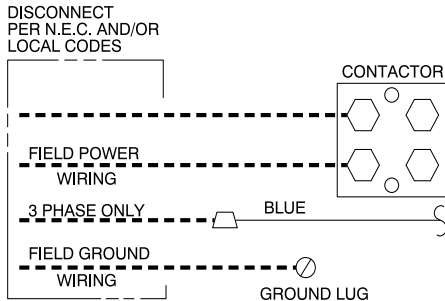 DISCONNECT
PER N.E.C. AND/OR
LOCAL CODES
CONTACTOR
FIELD POWER
WIRING
3 PHASE ONLY
BLUE
FIELD GROUND
WIRING
GROUND LUG